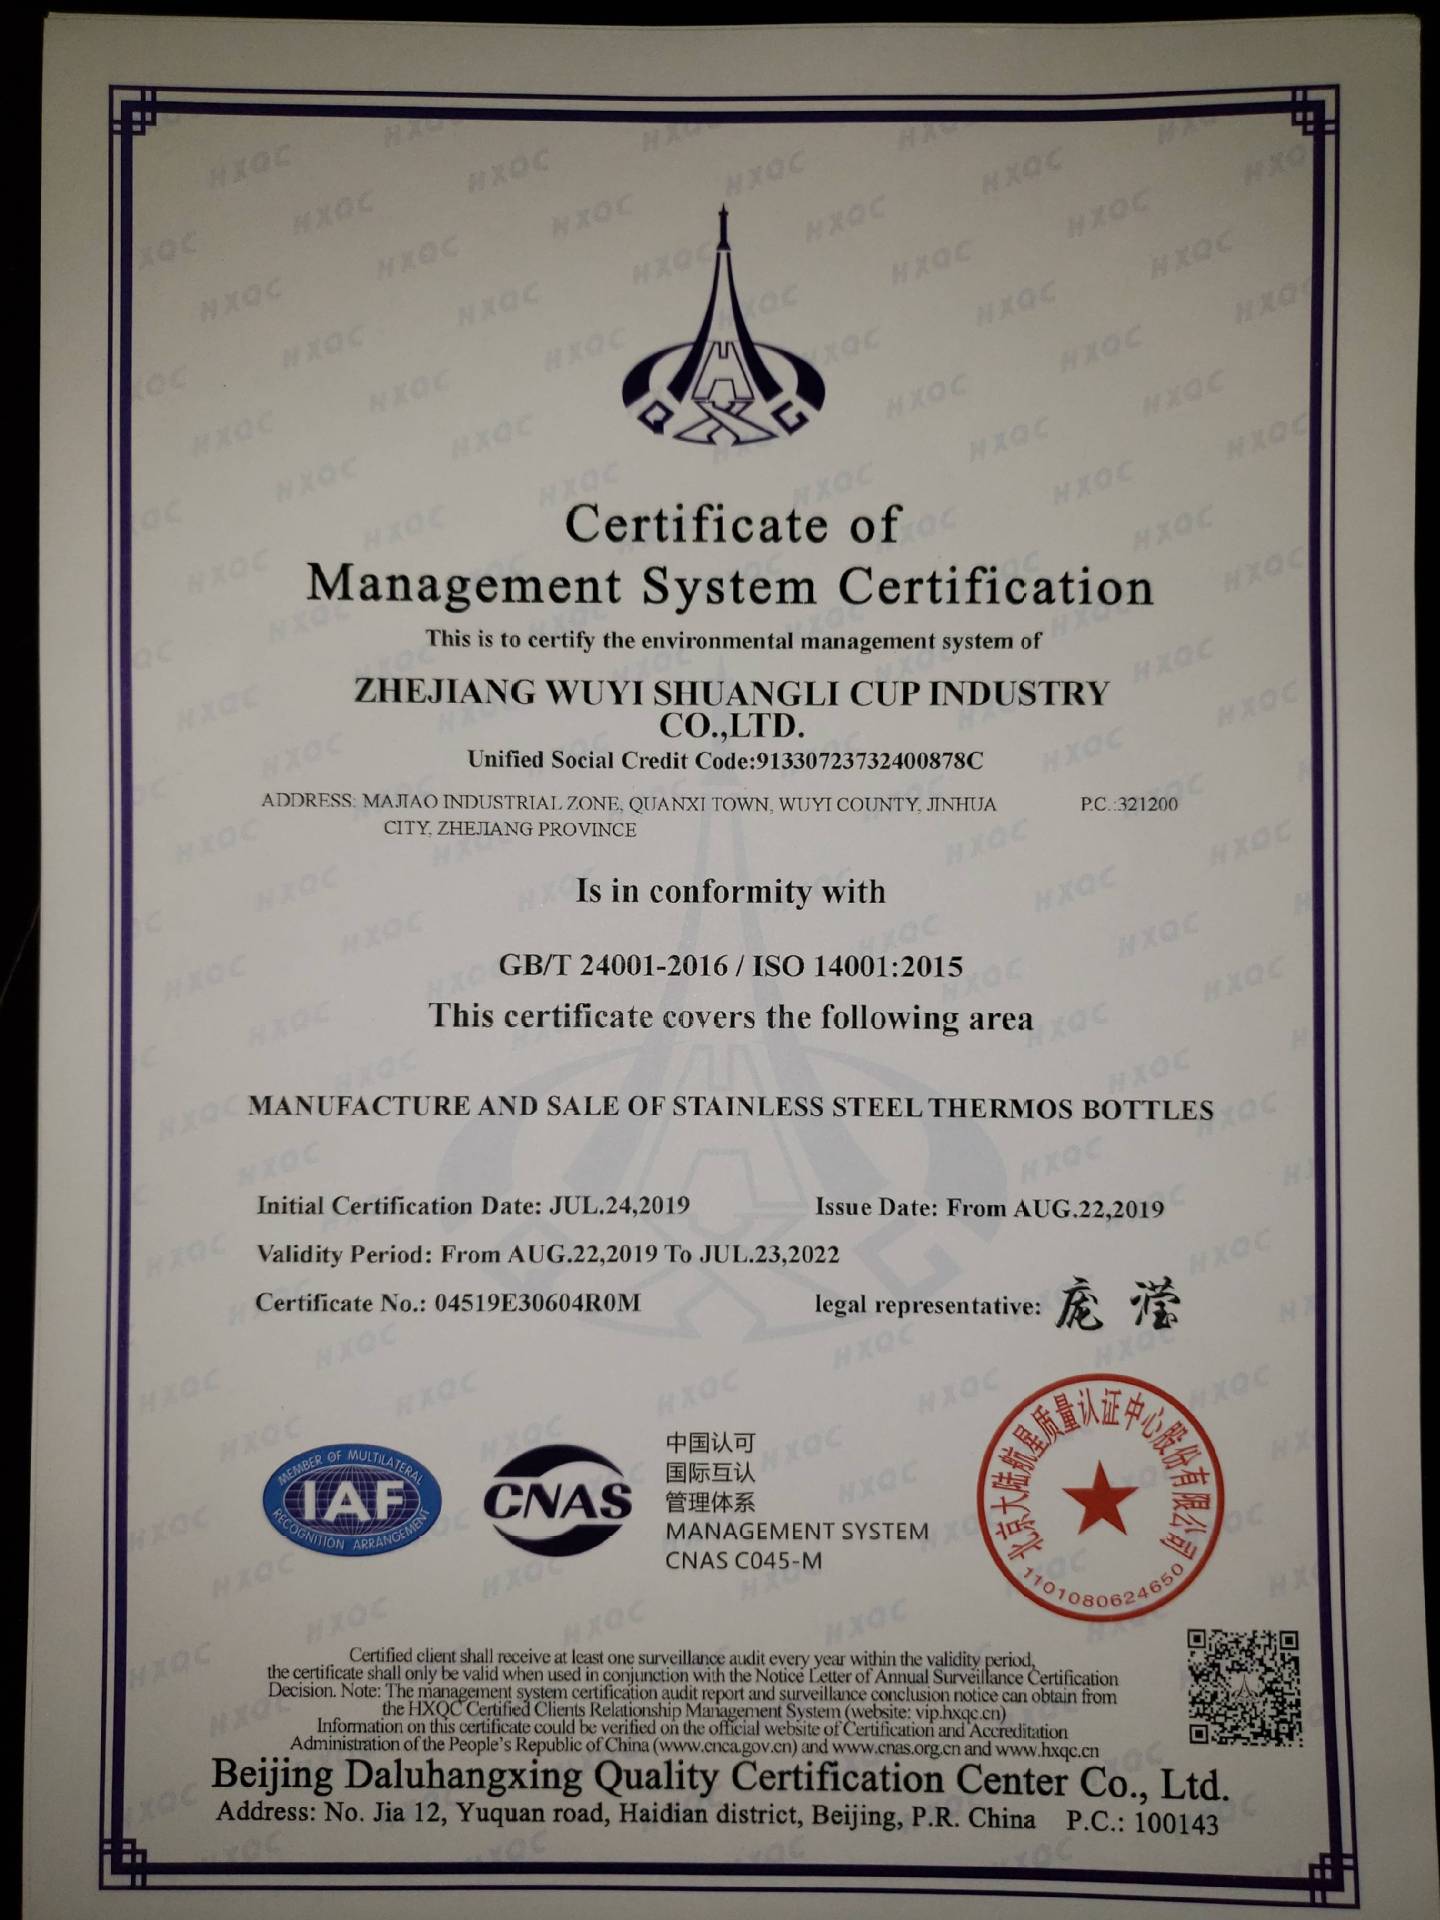 Certificate of
Management System Certification
This is to certify the environmental management system of
ZHEJIANG WUYI SHUANGLI CUP INDUSTRY
CO.,LTD.
Unified Social Credit Code:91330723732400878C
ADDRESS: MAJIAO INDUSTRIAL ZONE, QUANXI TOWN, WUYI COUNTY, JINHUA P.C.:321200
CITY, ZHEJIANG PROVINCE
Is in conformity with
GB/T 24001-2016 / ISO 14001:2015
This certificate covers the following area
MANUFACTURE AND SALE OF STAINLESS STEEL THERMOS BOTTLES
Initial Certification Date: JUL.24,2019 Issue Date: From AUG.22,2019
Validity Period: From AUG.22,2019 To JUL.23,2022
Certificate No.: 04519E30604R0M legal representative: 庞 滢
MEMBER OF MULTILATERAL
IAF
RECOGNITION ARRANGEMENT
CNAS
中国认可
国际互认
管理体系
MANAGEMENT SYSTEM
CNAS C045-M
北京大陆航星质量认证中心股份有限公司
1101080624650
Certified client shall receive at least one surveillance audit every year within the validity period,
the certificate shall only be valid when used in conjunction with the Notice Letter of Annual Surveillance Certification
Decision. Note: The management system certification audit report and surveillance conclusion notice can obtain from
the HXQC Certified Clients Relationship Management System (website: vip.hxqc.cn)
Information on this certificate could be verified on the official website of Certification and Accreditation
Administration of the People's Republic of China (www.cnca.gov.cn) and www.cnas.org.cn and www.hxqc.cn
Beijing Daluhangxing Quality Certification Center Co., Ltd.
Address: No. Jia 12, Yuquan road, Haidian district, Beijing, P.R. China P.C.: 100143